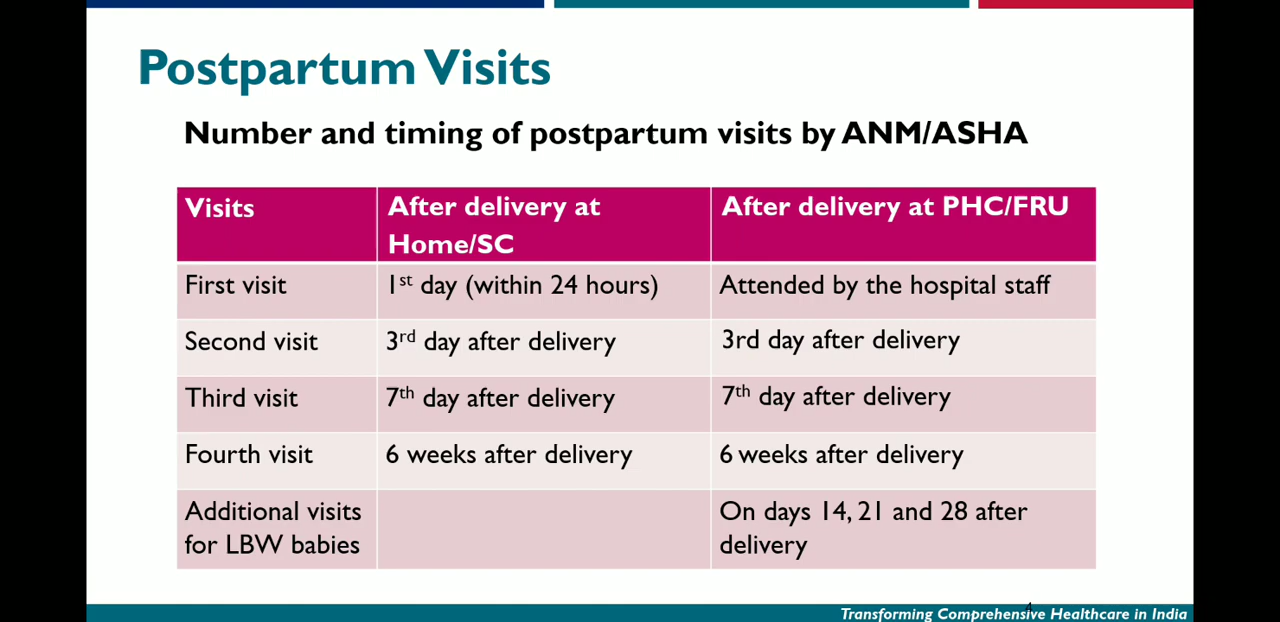 Postpartum Visits
Number and timing of postpartum visits by ANM/ASHA
Visits
After delivery at
Home/SC
After delivery at PHC/FRU
First visit
1st day (within 24 hours)
Attended by the hospital staff
Second visit
3rd day after delivery
3rd day after delivery
Third visit
7th day after delivery
7th day after delivery
Fourth visit
6 weeks after delivery
6 weeks after delivery
Additional visits
for LBW babies
On days 14, 21 and 28 after
delivery
4
Transforming Comprehensive Healthcare in India